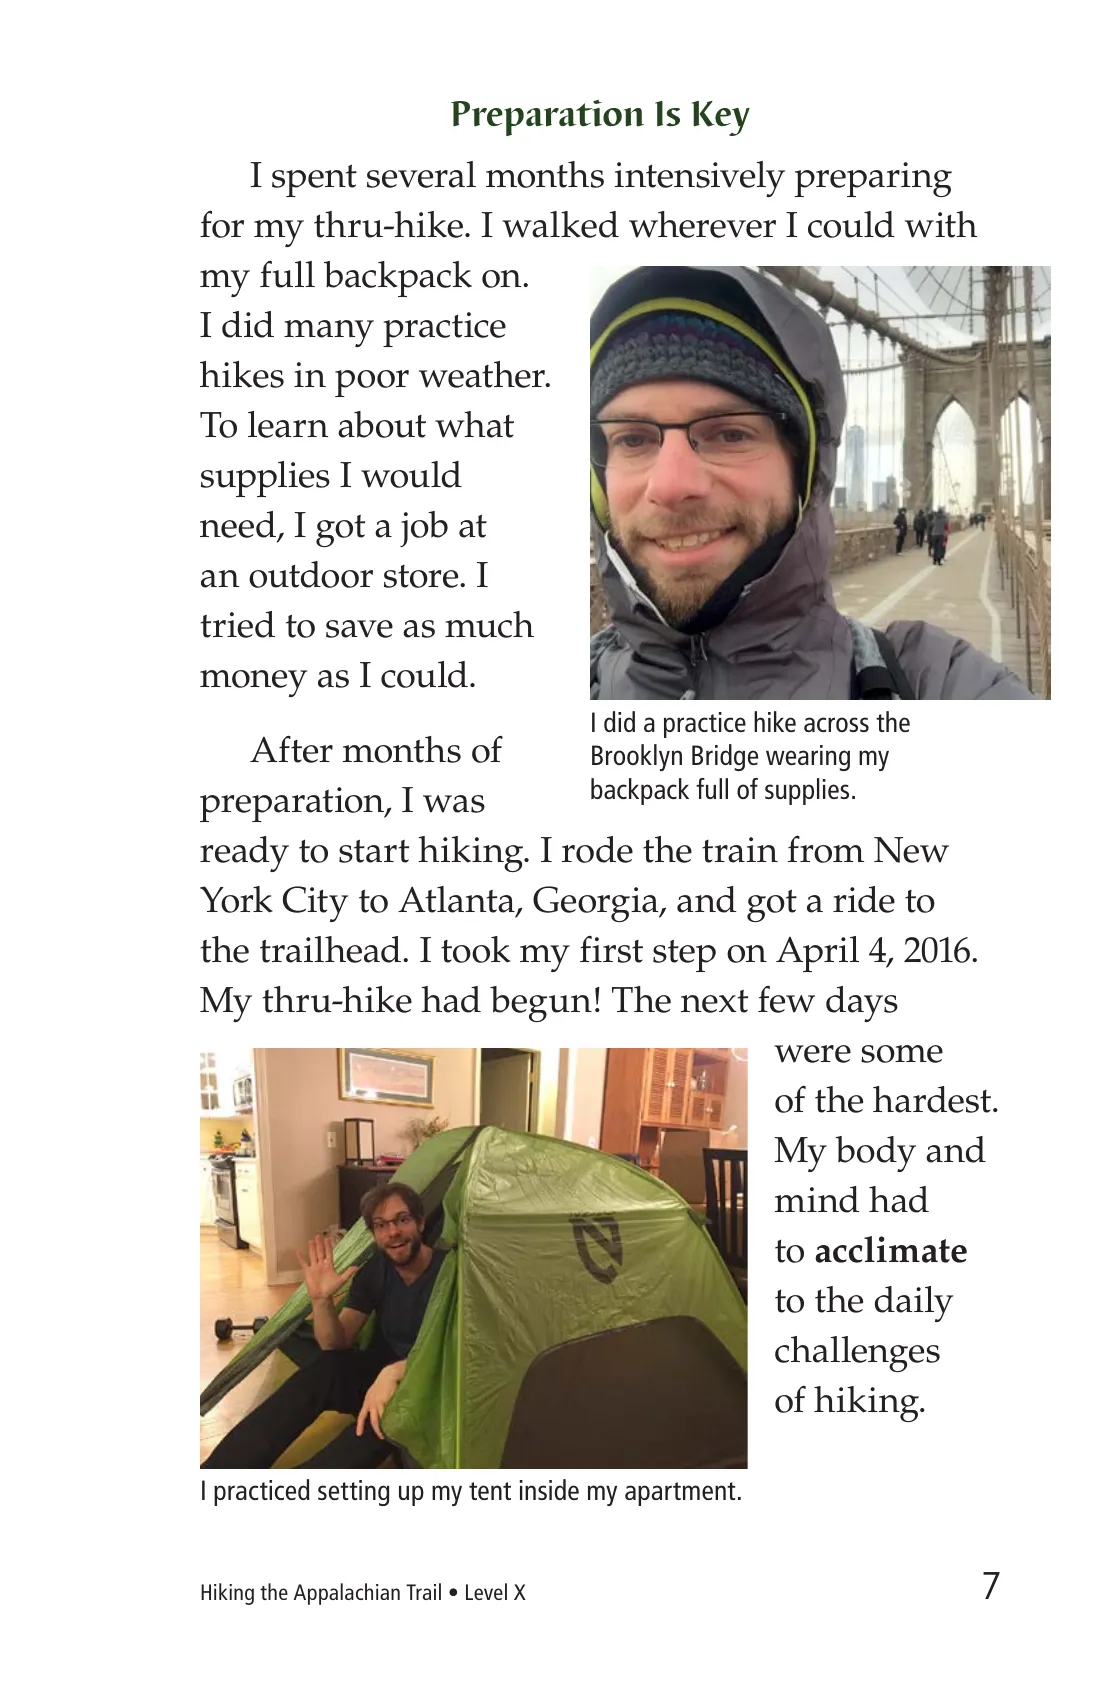 Preparation Is Key
I spent several months intensively preparing
for my thru-hike. I walked wherever I could with
my full backpack on.
I did many practice
hikes in poor weather.
To learn about what
supplies I would
need, I got a job at
an outdoor store. I
tried to save as much
money as I could.
I did a practice hike across the
Brooklyn Bridge wearing my
backpack full of supplies.
After months of
preparation, I was
ready to start hiking. I rode the train from New
York City to Atlanta, Georgia, and got a ride to
the trailhead. I took my first step on April 4, 2016.
My thru-hike had begun! The next few days
were some
of the hardest.
My body and
mind had
to acclimate
to the daily
challenges
of hiking.
I practiced setting up my tent inside my apartment.
Hiking the Appalachian Trail • Level X
7